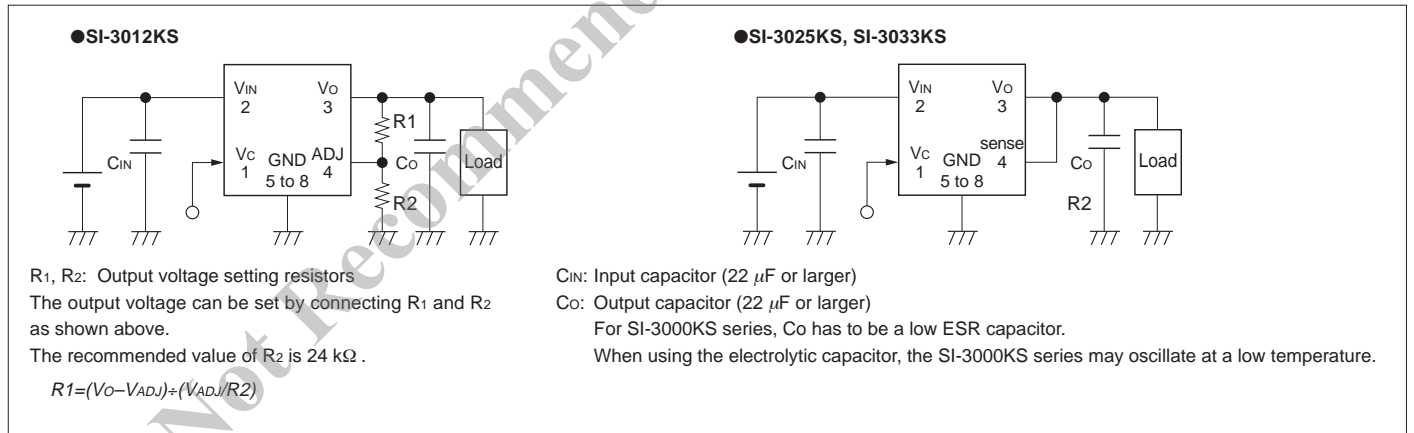 ●SI-3012KS
VIN
2
VO
3
R1
VC
1
GND
5 to 8
ADJ
4
CIN
CO
Load
R2
R1, R2: Output voltage setting resistors
The output voltage can be set by connecting R1 and R2
as shown above.
The recommended value of R2 is 24 kΩ .
R1=(VO–VADJ)÷(VADJ/R2)
●SI-3025KS, SI-3033KS
VIN
2
VO
3
VC
1
GND
5 to 8
sense
4
CIN
CO
Load
R2
CIN: Input capacitor (22 µF or larger)
CO: Output capacitor (22 µF or larger)
For SI-3000KS series, Co has to be a low ESR capacitor.
When using the electrolytic capacitor, the SI-3000KS series may oscillate at a low temperature.
Not Recommen